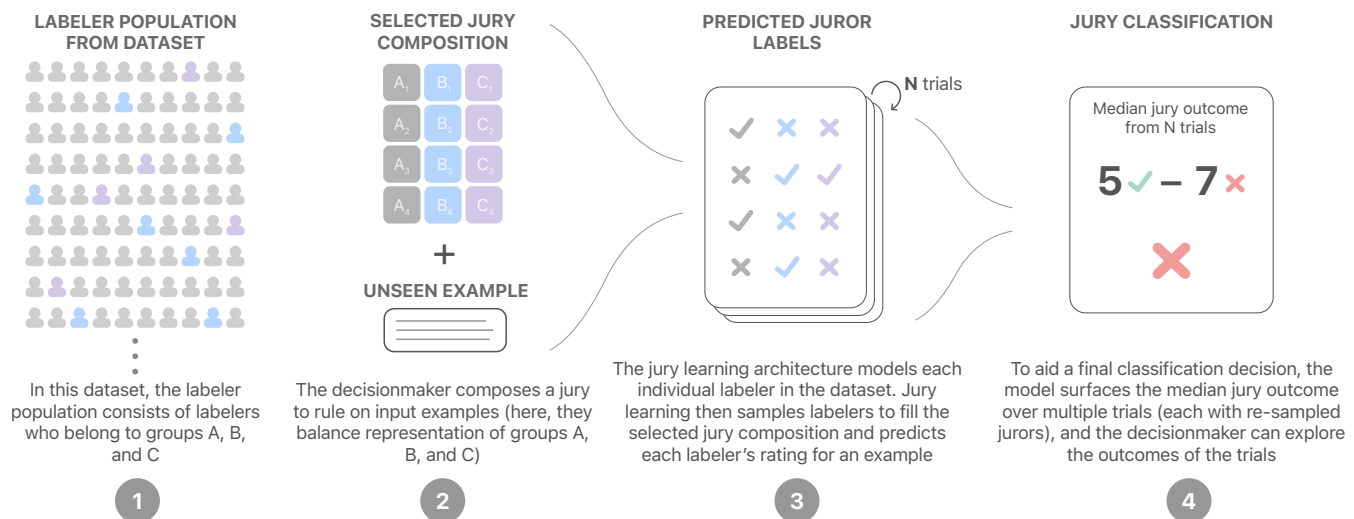 LABELER POPULATION
FROM DATASET
In this dataset, the labeler
population consists of labelers
who belong to groups A, B,
and C
1
SELECTED JURY
COMPOSITION
A₁ B₁ C₁
A₂ B₂ C₂
A₃ B₃ C₃
A₄ B₄ C₄
+
UNSEEN EXAMPLE
The decisionmaker composes a jury
to rule on input examples (here, they
balance representation of groups A,
B, and C)
2
PREDICTED JUROR
LABELS
N trials
The jury learning architecture models each
individual labeler in the dataset. Jury
learning then samples labelers to fill the
selected jury composition and predicts
each labeler’s rating for an example
3
JURY CLASSIFICATION
Median jury outcome
from N trials
5 ✓ – 7 ✗
To aid a final classification decision, the
model surfaces the median jury outcome
over multiple trials (each with re-sampled
jurors), and the decisionmaker can explore
the outcomes of the trials
4